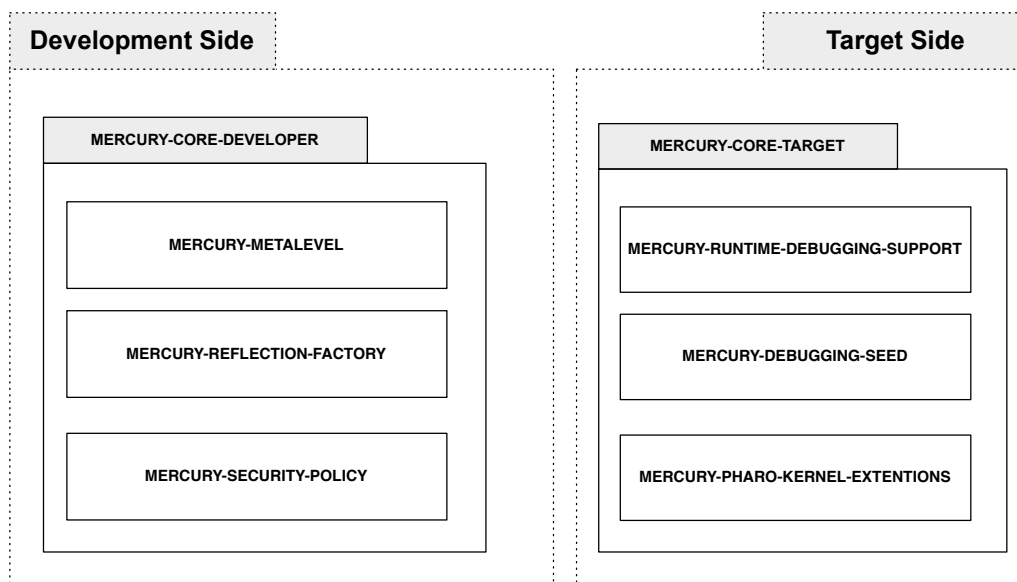 Development Side
Target Side
MERCURY-CORE-DEVELOPER
MERCURY-METALEVEL
MERCURY-REFLECTION-FACTORY
MERCURY-SECURITY-POLICY
MERCURY-CORE-TARGET
MERCURY-RUNTIME-DEBUGGING-SUPPORT
MERCURY-DEBUGGING-SEED
MERCURY-PHARO-KERNEL-EXTENTIONS